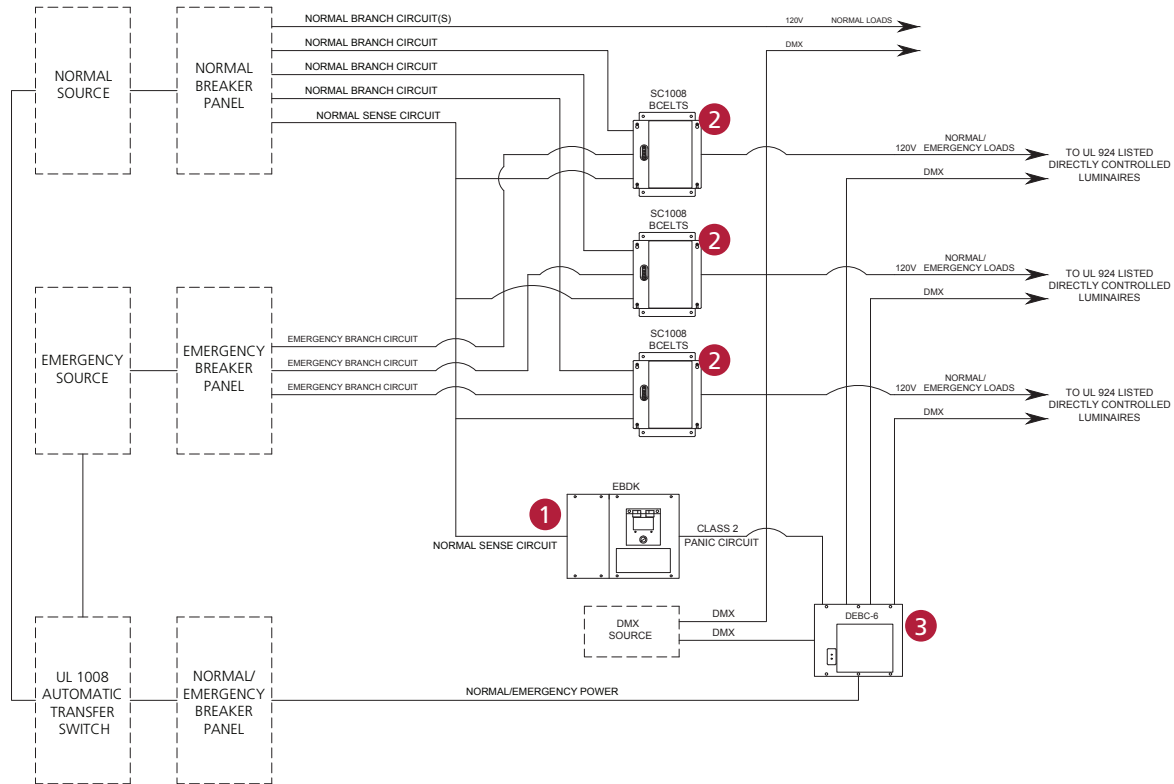 NORMAL BRANCH CIRCUIT(S)
120V NORMAL LOADS
NORMAL BRANCH CIRCUIT
DMX
NORMAL BRANCH CIRCUIT
NORMAL BRANCH CIRCUIT
NORMAL SENSE CIRCUIT
NORMAL
SOURCE
NORMAL
BREAKER
PANEL
SC1008
BCELTS
2
NORMAL/
120V EMERGENCY LOADS
DMX
TO UL 924 LISTED
DIRECTLY CONTROLLED
LUMINAIRES
SC1008
BCELTS
2
NORMAL/
120V EMERGENCY LOADS
DMX
TO UL 924 LISTED
DIRECTLY CONTROLLED
LUMINAIRES
EMERGENCY
SOURCE
EMERGENCY
BREAKER
PANEL
EMERGENCY BRANCH CIRCUIT
EMERGENCY BRANCH CIRCUIT
EMERGENCY BRANCH CIRCUIT
SC1008
BCELTS
2
NORMAL/
120V EMERGENCY LOADS
DMX
TO UL 924 LISTED
DIRECTLY CONTROLLED
LUMINAIRES
EBDK
1
NORMAL SENSE CIRCUIT
CLASS 2
PANIC CIRCUIT
DMX
SOURCE
DMX
DMX
DEBC-6
3
UL 1008
AUTOMATIC
TRANSFER
SWITCH
NORMAL/
EMERGENCY
BREAKER
PANEL
NORMAL/EMERGENCY POWER